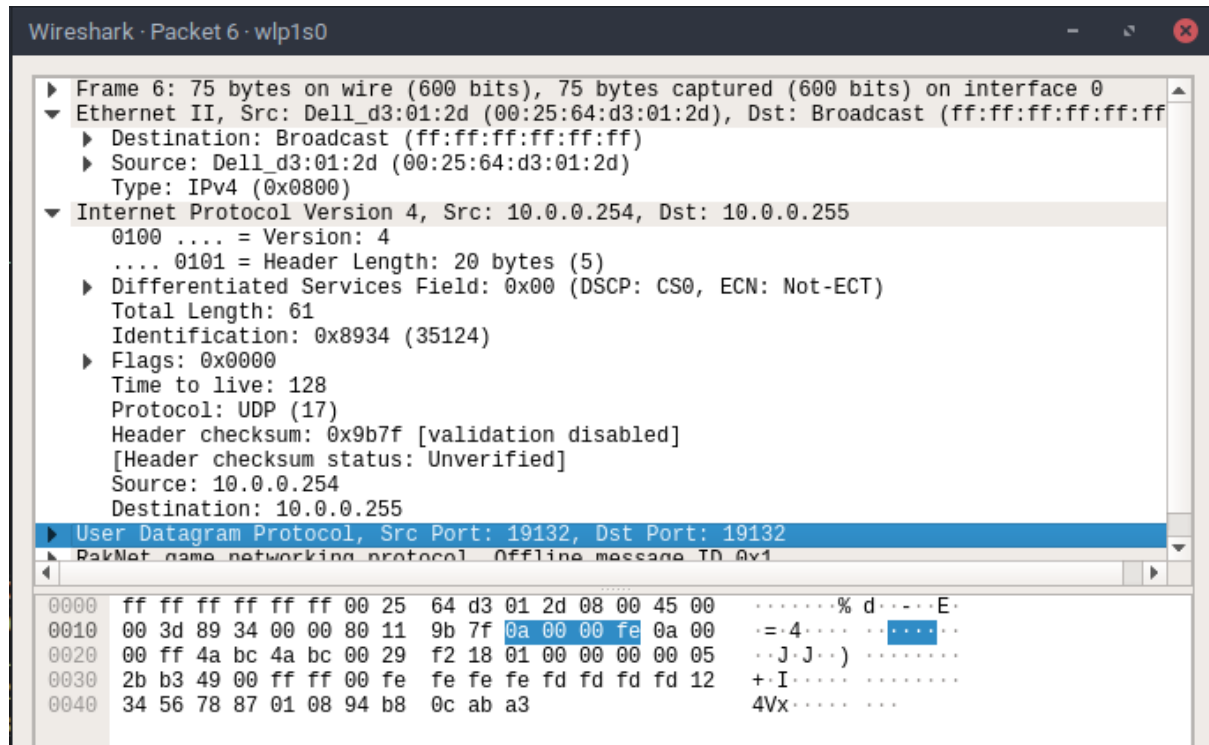 Wireshark · Packet 6 · wlp1s0
Frame 6: 75 bytes on wire (600 bits), 75 bytes captured (600 bits) on interface 0
Ethernet II, Src: Dell_d3:01:2d (00:25:64:d3:01:2d), Dst: Broadcast (ff:ff:ff:ff:ff:ff
Destination: Broadcast (ff:ff:ff:ff:ff:ff)
Source: Dell_d3:01:2d (00:25:64:d3:01:2d)
Type: IPv4 (0x0800)
Internet Protocol Version 4, Src: 10.0.0.254, Dst: 10.0.0.255
0100 .... = Version: 4
.... 0101 = Header Length: 20 bytes (5)
Differentiated Services Field: 0x00 (DSCP: CS0, ECN: Not-ECT)
Total Length: 61
Identification: 0x8934 (35124)
Flags: 0x0000
Time to live: 128
Protocol: UDP (17)
Header checksum: 0x9b7f [validation disabled]
[Header checksum status: Unverified]
Source: 10.0.0.254
Destination: 10.0.0.255
User Datagram Protocol, Src Port: 19132, Dst Port: 19132
RakNet game networking protocol, Offline message ID 0x1
0000 ff ff ff ff ff ff 00 25 64 d3 01 2d 08 00 45 00 ·······% d··-··E·
0010 00 3d 89 34 00 00 80 11 9b 7f 0a 00 00 fe 0a 00 ·=·4···· ········
0020 00 ff 4a bc 4a bc 00 29 f2 18 01 00 00 00 00 05 ··J·J··) ········
0030 2b b3 49 00 ff ff 00 fe fe fe fe fd fd fd fd 12 +·I····· ········
0040 34 56 78 87 01 08 94 b8 0c ab a3 4Vx····· ···